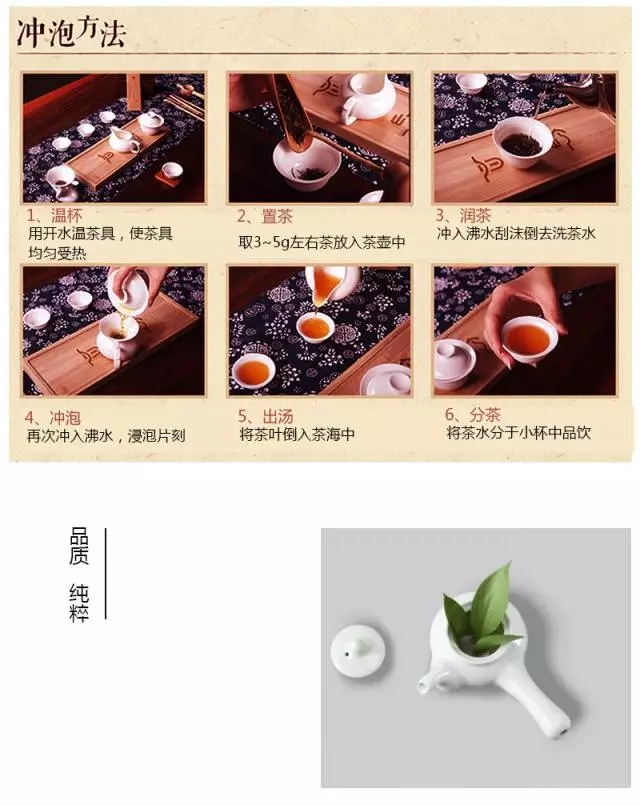 冲泡方法
1、温杯
用开水温茶具，使茶具
均匀受热
2、置茶
取3~5g左右茶放入茶壶中
3、润茶
冲入沸水刮沫倒去洗茶水
4、冲泡
再次冲入沸水，浸泡片刻
5、出汤
将茶叶倒入茶海中
6、分茶
将茶水分于小杯中品饮
品质 纯粹